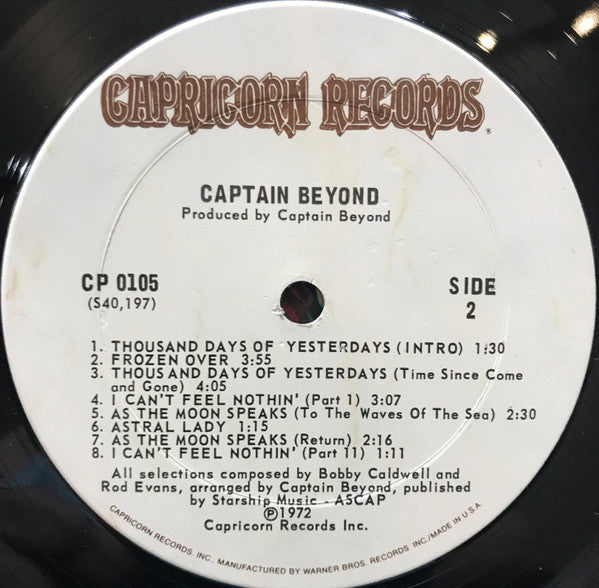 CAPRICORN RECORDS.
CAPTAIN BEYOND
Produced by Captain Beyond
CP 0105
(S40,197)
SIDE
2
1. THOUSAND DAYS OF YESTERDAYS (INTRO) 1:30
2. FROZEN OVER 3:55
3. THOUSAND DAYS OF YESTERDAYS (Time Since Come
and Gone) 4:05
4. I CAN'T FEEL NOTHIN' (Part 1) 3:07
5. AS THE MOON SPEAKS (To The Waves Of The Sea) 2:30
6. ASTRAL LADY 1:15
7. AS THE MOON SPEAKS (Return) 2:16
8. I CAN'T FEEL NOTHIN' (Part 11) 1:11
All selections composed by Bobby Caldwell and
Rod Evans, arranged by Captain Beyond, published
by Starship Music - ASCAP
℗1972
Capricorn Records Inc.
CAPRICORN RECORDS, INC., MANUFACTURED BY WARNER BROS. RECORDS INC./MADE IN U.S.A.